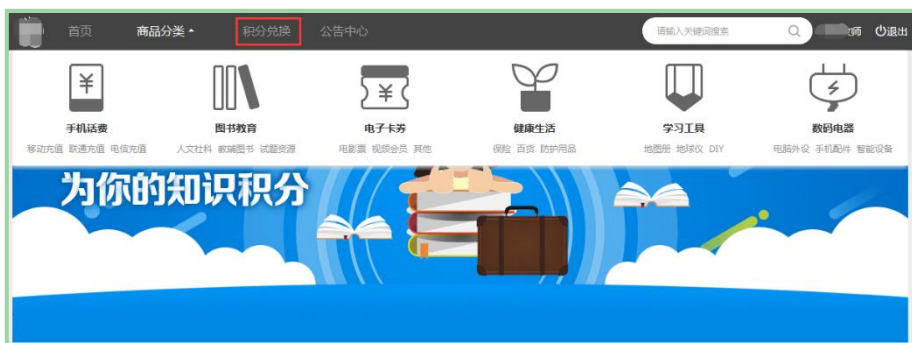 首页 商品分类 积分兑换 公告中心 请输入关键词搜索 师 退出
手机话费 图书教育 电子卡券 健康生活 学习工具 数码电器
移动充值 联通充值 电信充值 人文社科 教辅图书 试题资源 电影票 视频会员 其他 保险 百货 防护用品 地图册 地球仪 DIY 电脑外设 手机配件 智能设备
为你的知识积分